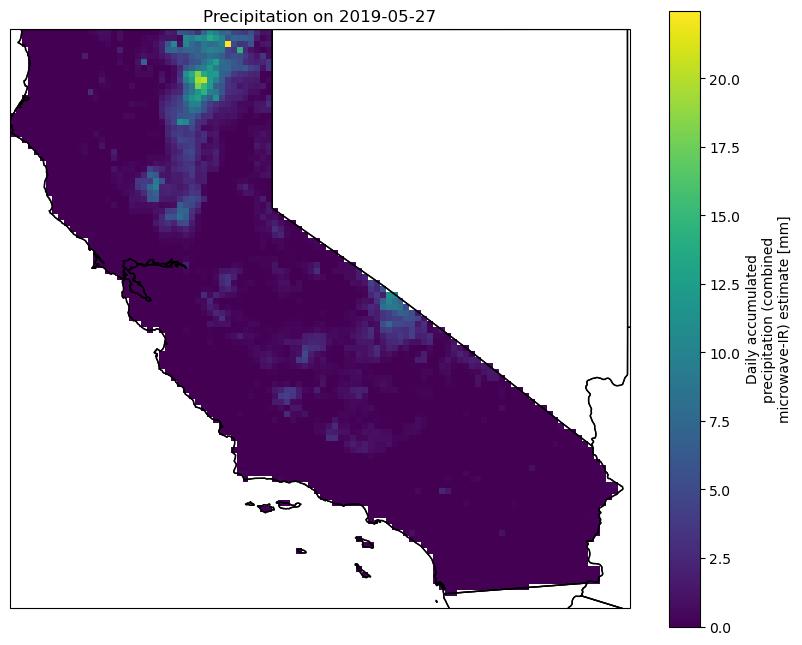 Precipitation on 2019-05-27
20.0
17.5
15.0
12.5
10.0
7.5
5.0
2.5
0.0
Daily accumulated
precipitation (combined
microwave-IR) estimate [mm]